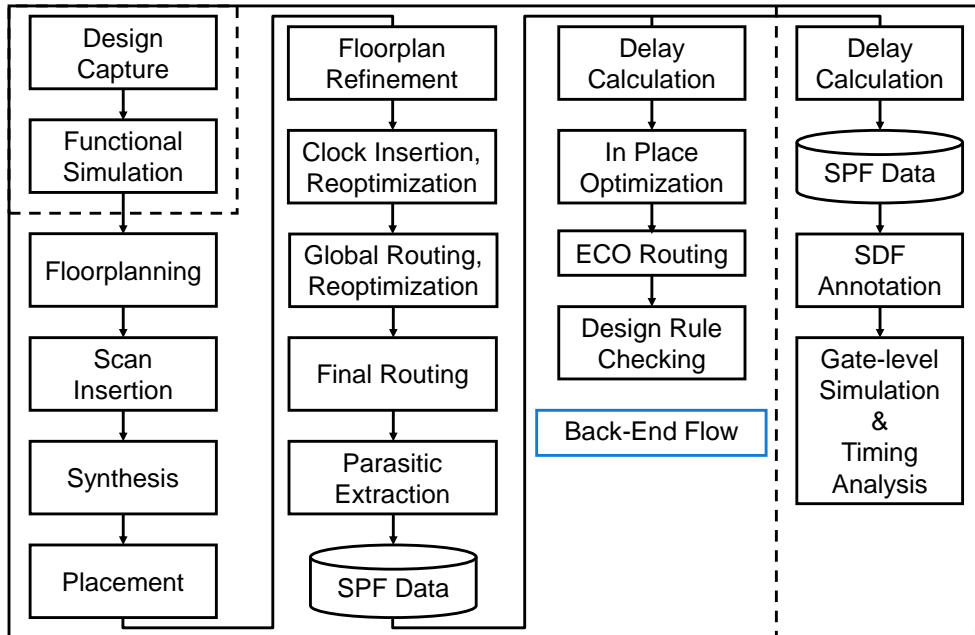 Design
Capture
Functional
Simulation
Floorplanning
Scan
Insertion
Synthesis
Placement
Floorplan
Refinement
Clock Insertion,
Reoptimization
Global Routing,
Reoptimization
Final Routing
Parasitic
Extraction
SPF Data
Delay
Calculation
In Place
Optimization
ECO Routing
Design Rule
Checking
Back-End Flow
Delay
Calculation
SPF Data
SDF
Annotation
Gate-level
Simulation
&
Timing
Analysis